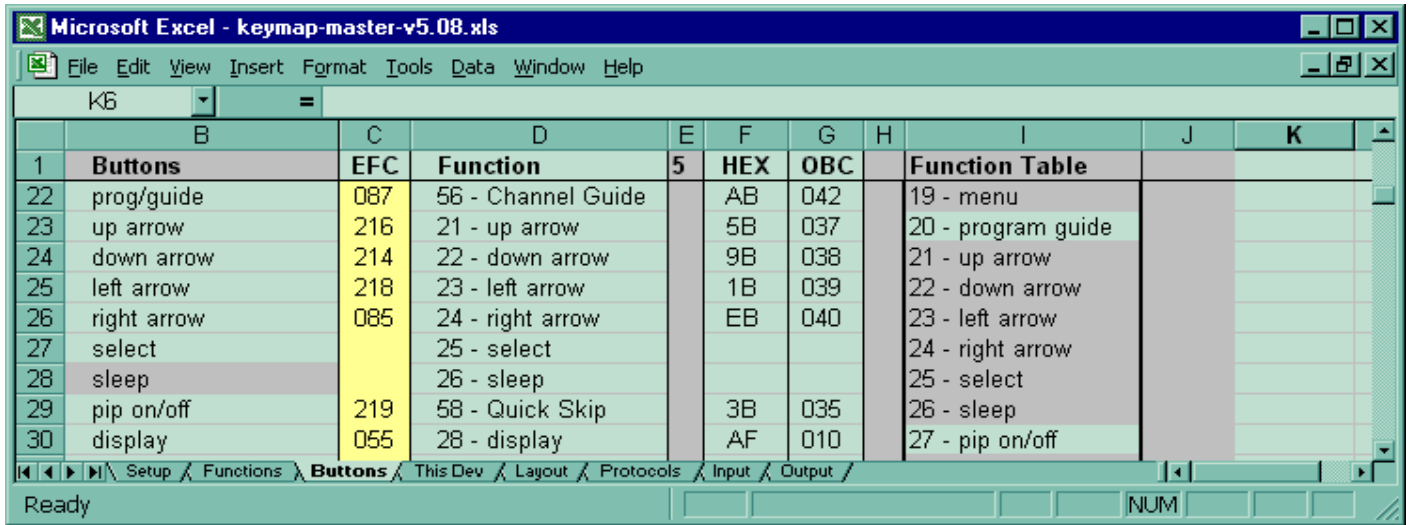 Microsoft Excel - keymap-master-v5.08.xls
File Edit View Insert Format Tools Data Window Help
K6 =
B C D E F G H I J K
1 Buttons EFC Function 5 HEX OBC Function Table
22 prog/guide 087 56 - Channel Guide AB 042 19 - menu
23 up arrow 216 21 - up arrow 5B 037 20 - program guide
24 down arrow 214 22 - down arrow 9B 038 21 - up arrow
25 left arrow 218 23 - left arrow 1B 039 22 - down arrow
26 right arrow 085 24 - right arrow EB 040 23 - left arrow
27 select 25 - select 24 - right arrow
28 sleep 26 - sleep 25 - select
29 pip on/off 219 58 - Quick Skip 3B 035 26 - sleep
30 display 055 28 - display AF 010 27 - pip on/off
Setup Functions Buttons This Dev Layout Protocols Input Output
Ready NUM